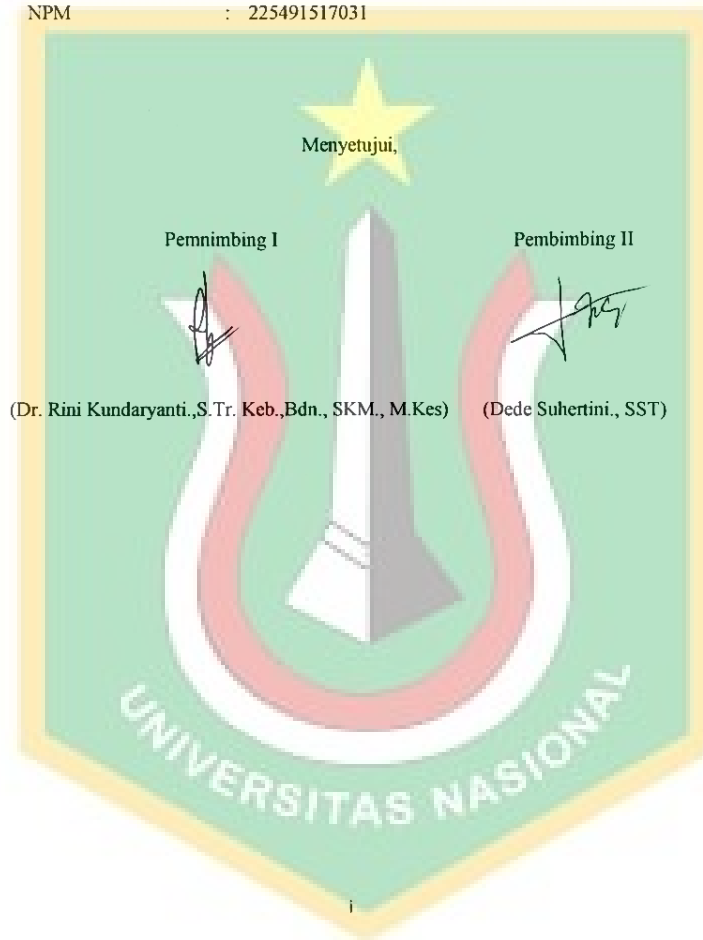 NPM : 225491517031
Menyetujui,
Pemnimbing I Pembimbing II
(Dr. Rini Kundaryanti.,S.Tr. Keb.,Bdn., SKM., M.Kes) (Dede Suhertini., SST)
UNIVERSITAS NASIONAL
i